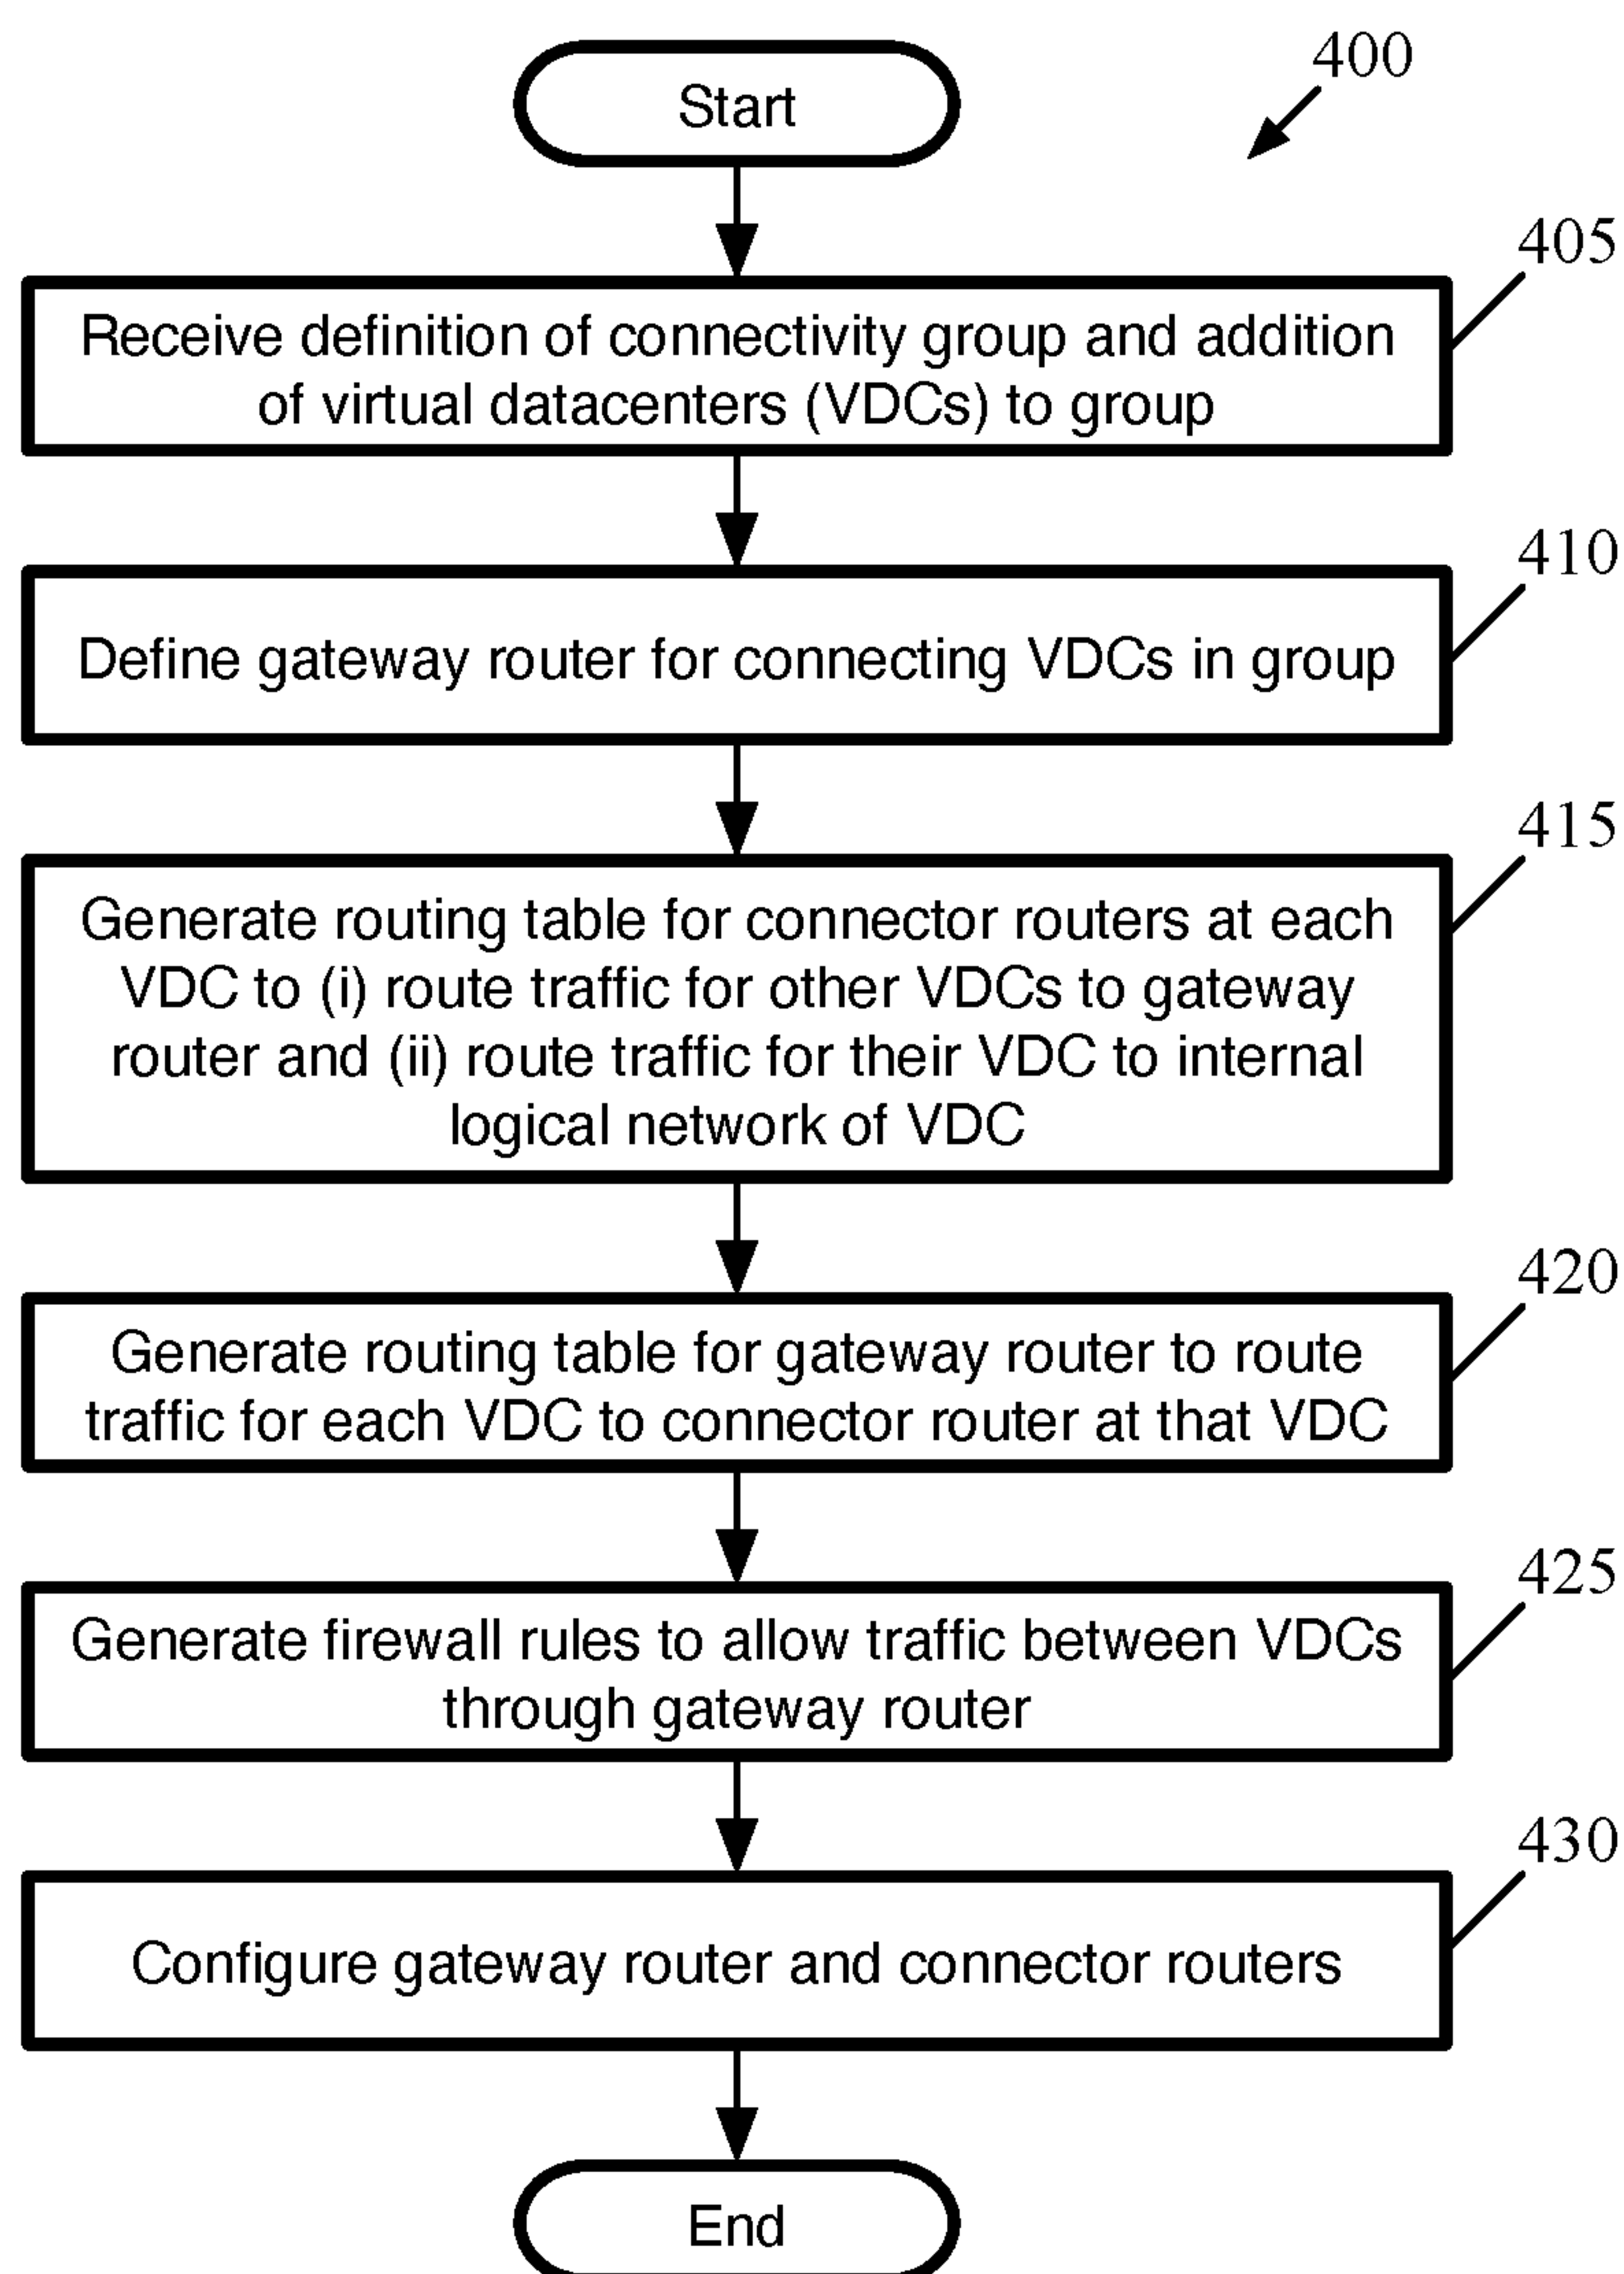 400
Start
405
Receive definition of connectivity group and addition
of virtual datacenters (VDCs) to group
410
Define gateway router for connecting VDCs in group
415
Generate routing table for connector routers at each
VDC to (i) route traffic for other VDCs to gateway
router and (ii) route traffic for their VDC to internal
logical network of VDC
420
Generate routing table for gateway router to route
traffic for each VDC to connector router at that VDC
425
Generate firewall rules to allow traffic between VDCs
through gateway router
430
Configure gateway router and connector routers
End